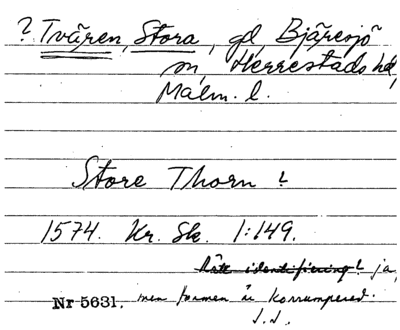 ? Tvären, Stora, gd, Bjäresjö
sn, Herrestads hd,
Malm. l.
Store Thorn ?
1574. Kr. Sk. 1:149.
Rätt identifiering? ja,
Nr 5631. men formen är korrumperad.
J.S.